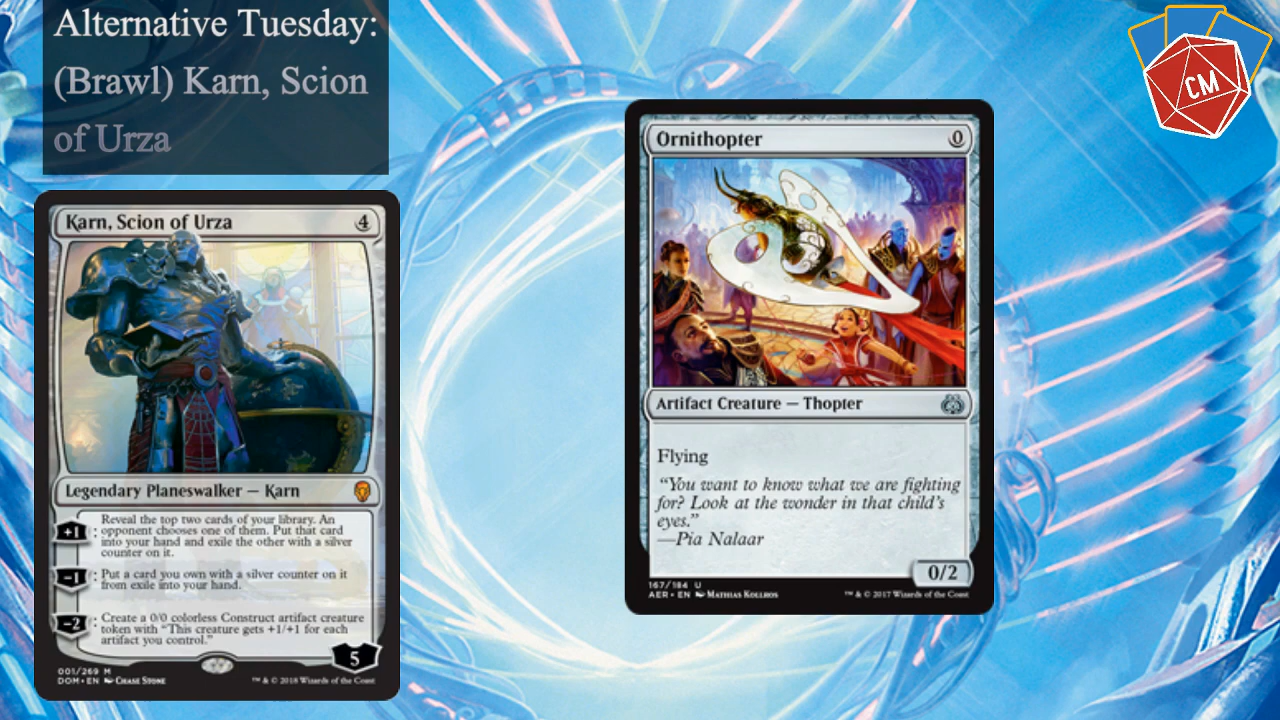 Alternative Tuesday:
(Brawl) Karn, Scion
of Urza
CM
Karn, Scion of Urza
4
Legendary Planeswalker — Karn
+1
: Reveal the top two cards of your library. An
opponent chooses one of them. Put that card
into your hand and exile the other with a silver
counter on it.
−1
: Put a card you own with a silver counter on it
from exile into your hand.
−2
: Create a 0/0 colorless Construct artifact creature
token with "This creature gets +1/+1 for each
artifact you control."
5
001/269 M
DOM • EN Chase Stone
™ & © 2018 Wizards of the Coast
Ornithopter
0
Artifact Creature — Thopter
Flying
"You want to know what we are fighting
for? Look at the wonder in that child's
eyes."
—Pia Nalaar
0/2
167/184 U
AER • EN Mathias Kollros
™ & © 2017 Wizards of the Coast